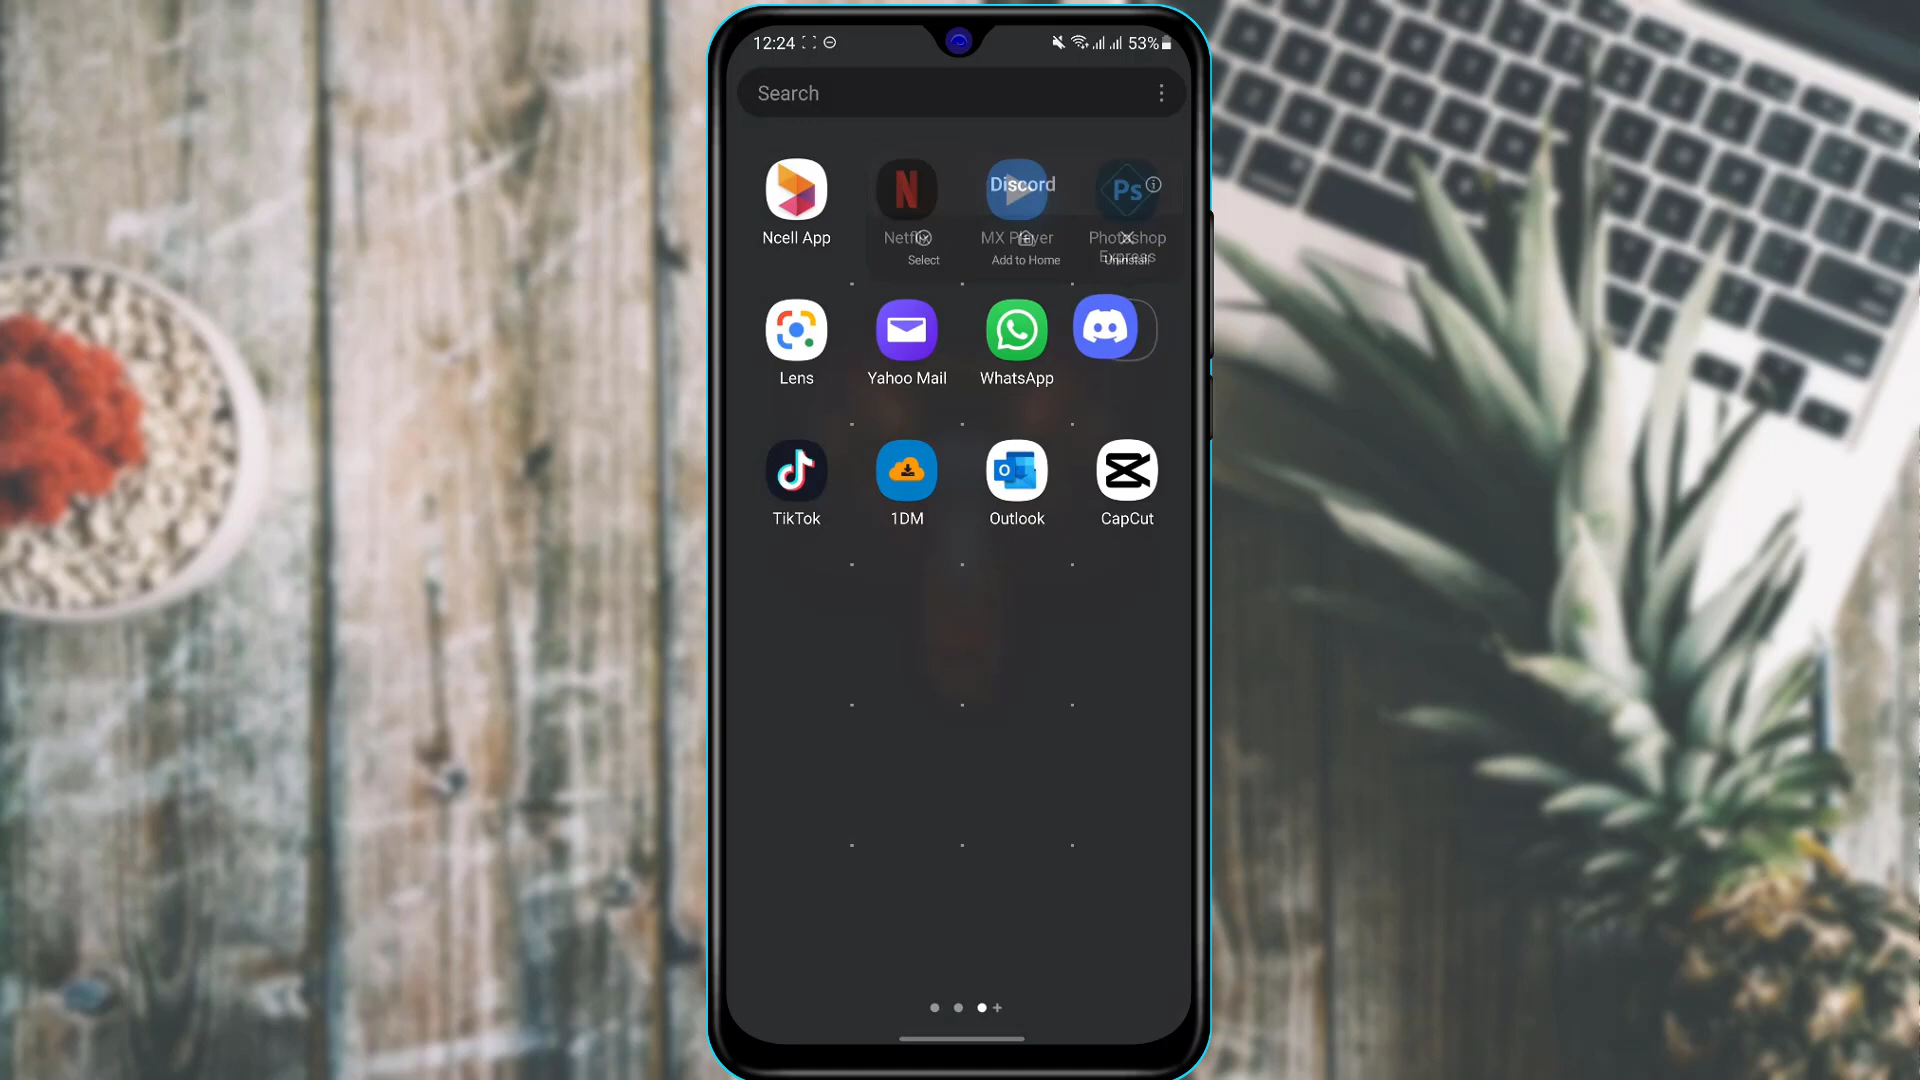 12:24
53%
Search
Discord
Ps
Ncell App
Netflix
MX Player
Photoshop
Express
Select
Add to Home
Uninstall
Lens
Yahoo Mail
WhatsApp
TikTok
1DM
Outlook
CapCut